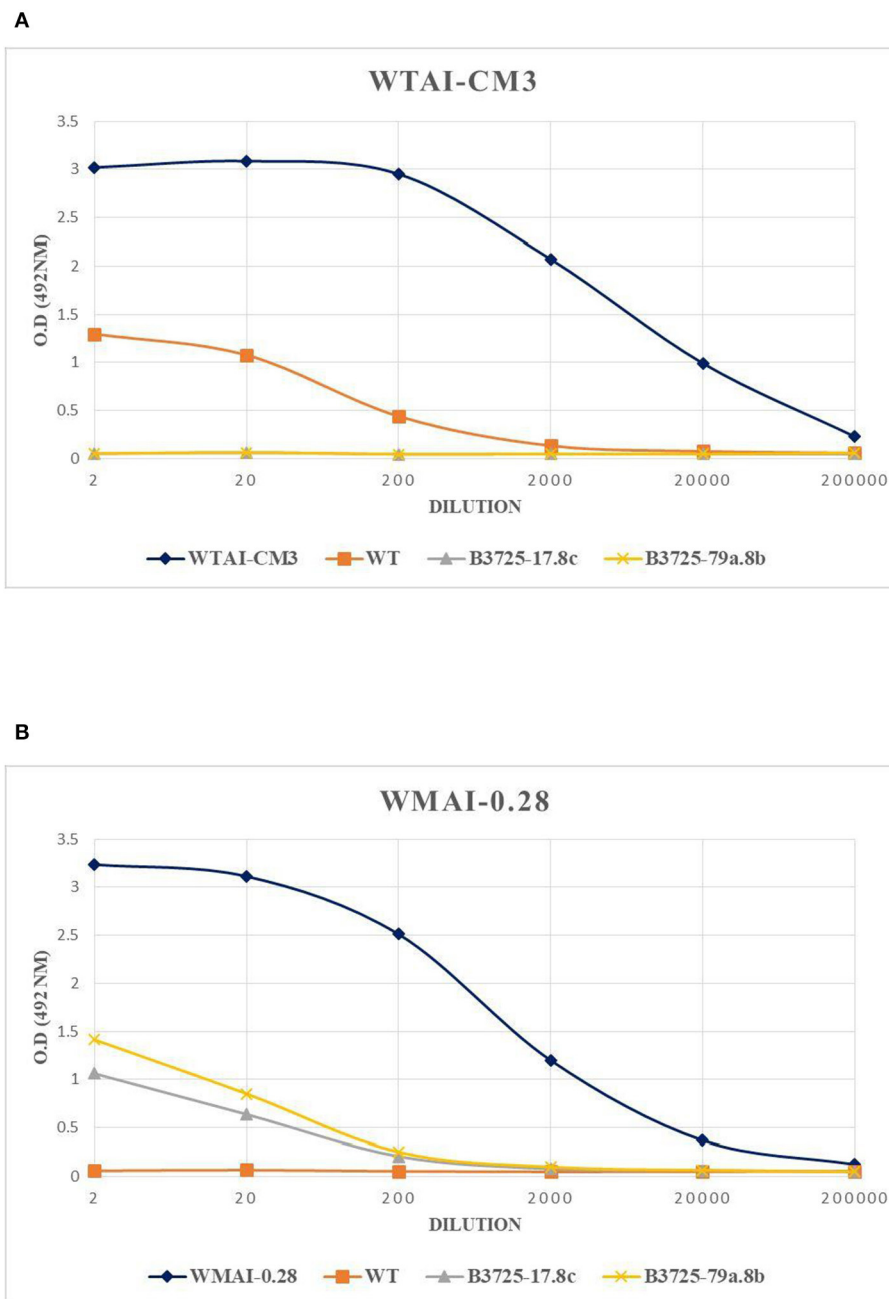 A
WTAI-CM3
3.5
3
2.5
2
1.5
1
0.5
0
O.D (492NM)
2 20 200 2000 20000 200000
DILUTION
WTAI-CM3 WT B3725-17.8c B3725-79a.8b
B
WMAI-0.28
3.5
3
2.5
2
1.5
1
0.5
0
O.D (492 NM)
2 20 200 2000 20000 200000
DILUTION
WMAI-0.28 WT B3725-17.8c B3725-79a.8b